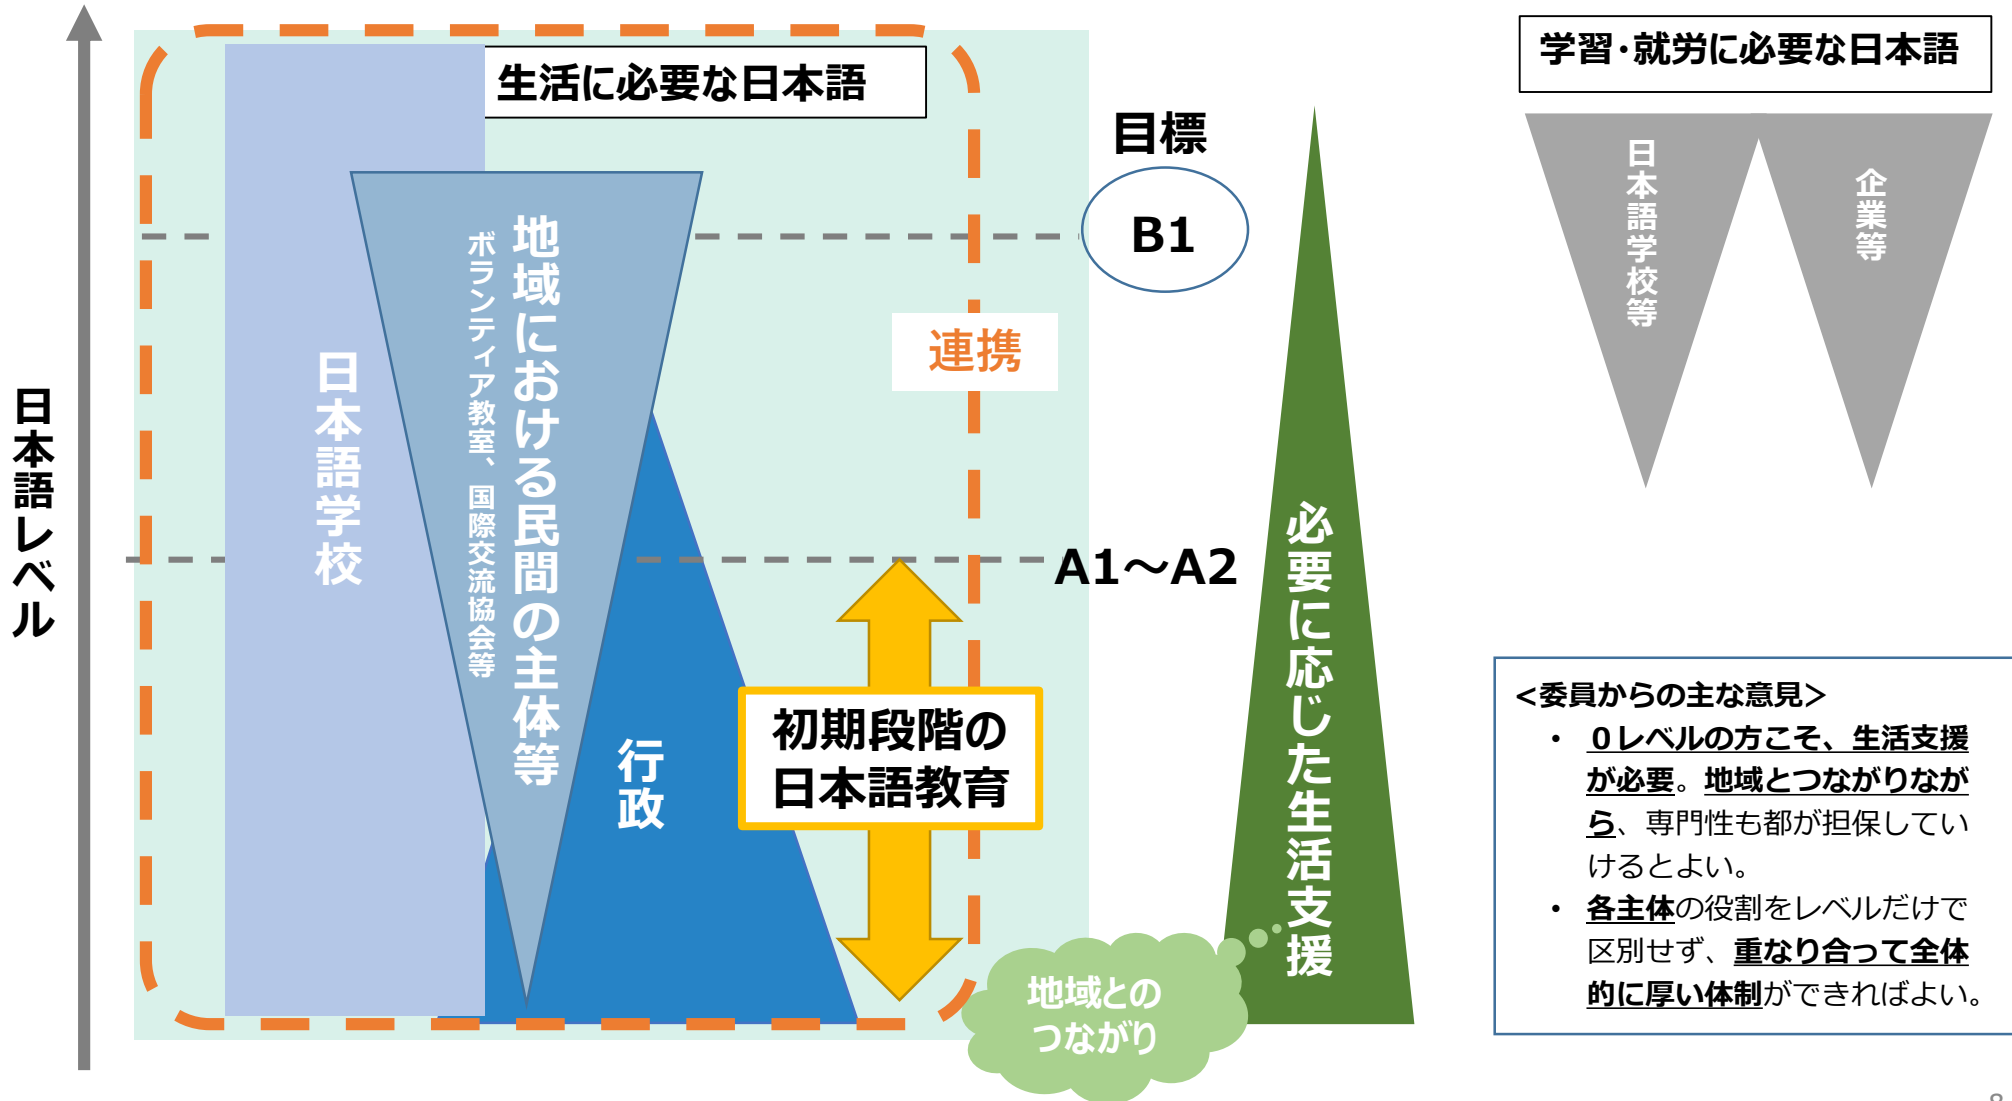 日本語レベル
生活に必要な日本語
日本語学校
地域における民間の主体等
ボランティア教室、国際交流協会等
行政
初期段階の
日本語教育
連携
目標
B1
A1～A2
必要に応じた生活支援
地域との
つながり
学習・就労に必要な日本語
日本語学校等
企業等
<委員からの主な意見>
• ０レベルの方こそ、生活支援
が必要。地域とつながりなが
ら、専門性も都が担保してい
けるとよい。
• 各主体の役割をレベルだけで
区別せず、重なり合って全体
的に厚い体制ができればよい。